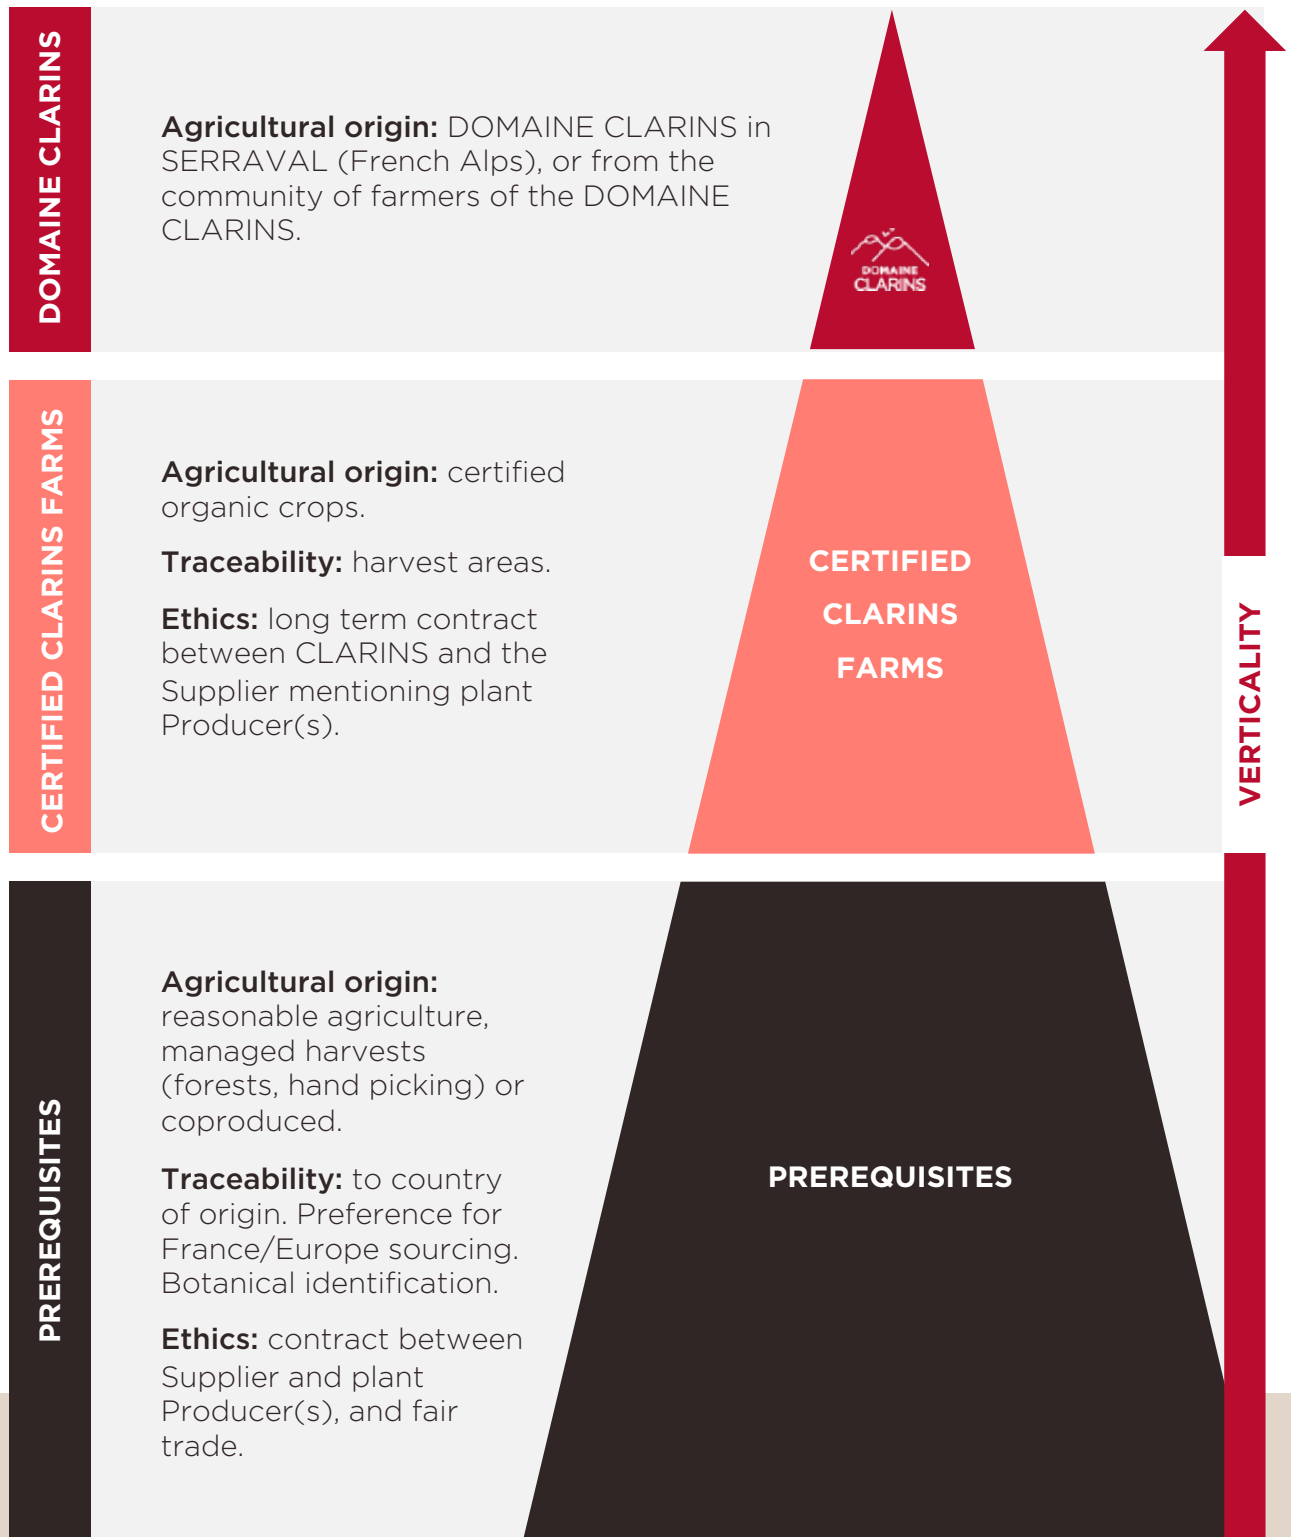 DOMAINE CLARINS
Agricultural origin: DOMAINE CLARINS in
SERRAVAL (French Alps), or from the
community of farmers of the DOMAINE
CLARINS.
DOMAINE
CLARINS
CERTIFIED CLARINS FARMS
Agricultural origin: certified
organic crops.
Traceability: harvest areas.
Ethics: long term contract
between CLARINS and the
Supplier mentioning plant
Producer(s).
CERTIFIED
CLARINS
FARMS
VERTICALITY
PREREQUISITES
Agricultural origin:
reasonable agriculture,
managed harvests
(forests, hand picking) or
coproduced.
Traceability: to country
of origin. Preference for
France/Europe sourcing.
Botanical identification.
Ethics: contract between
Supplier and plant
Producer(s), and fair
trade.
PREREQUISITES